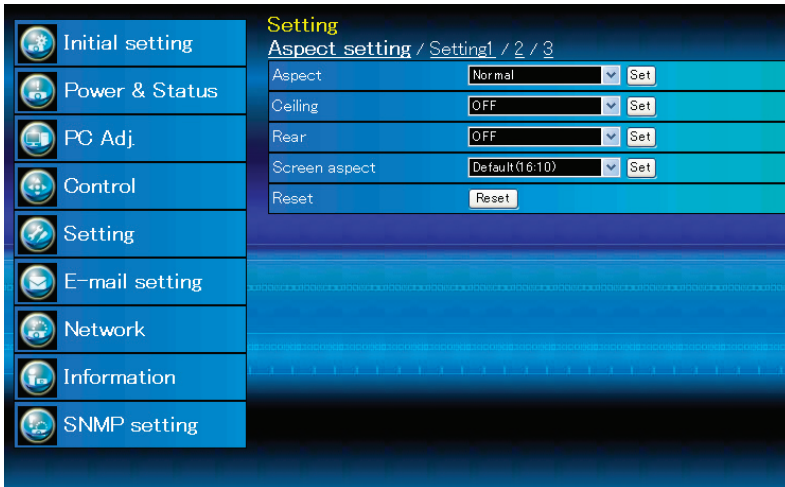 Initial setting
Power & Status
PC Adj.
Control
Setting
E-mail setting
Network
Information
SNMP setting
Setting
Aspect setting / Setting1 / 2 / 3
Aspect Normal Set
Ceiling OFF Set
Rear OFF Set
Screen aspect Default(16:10) Set
Reset Reset